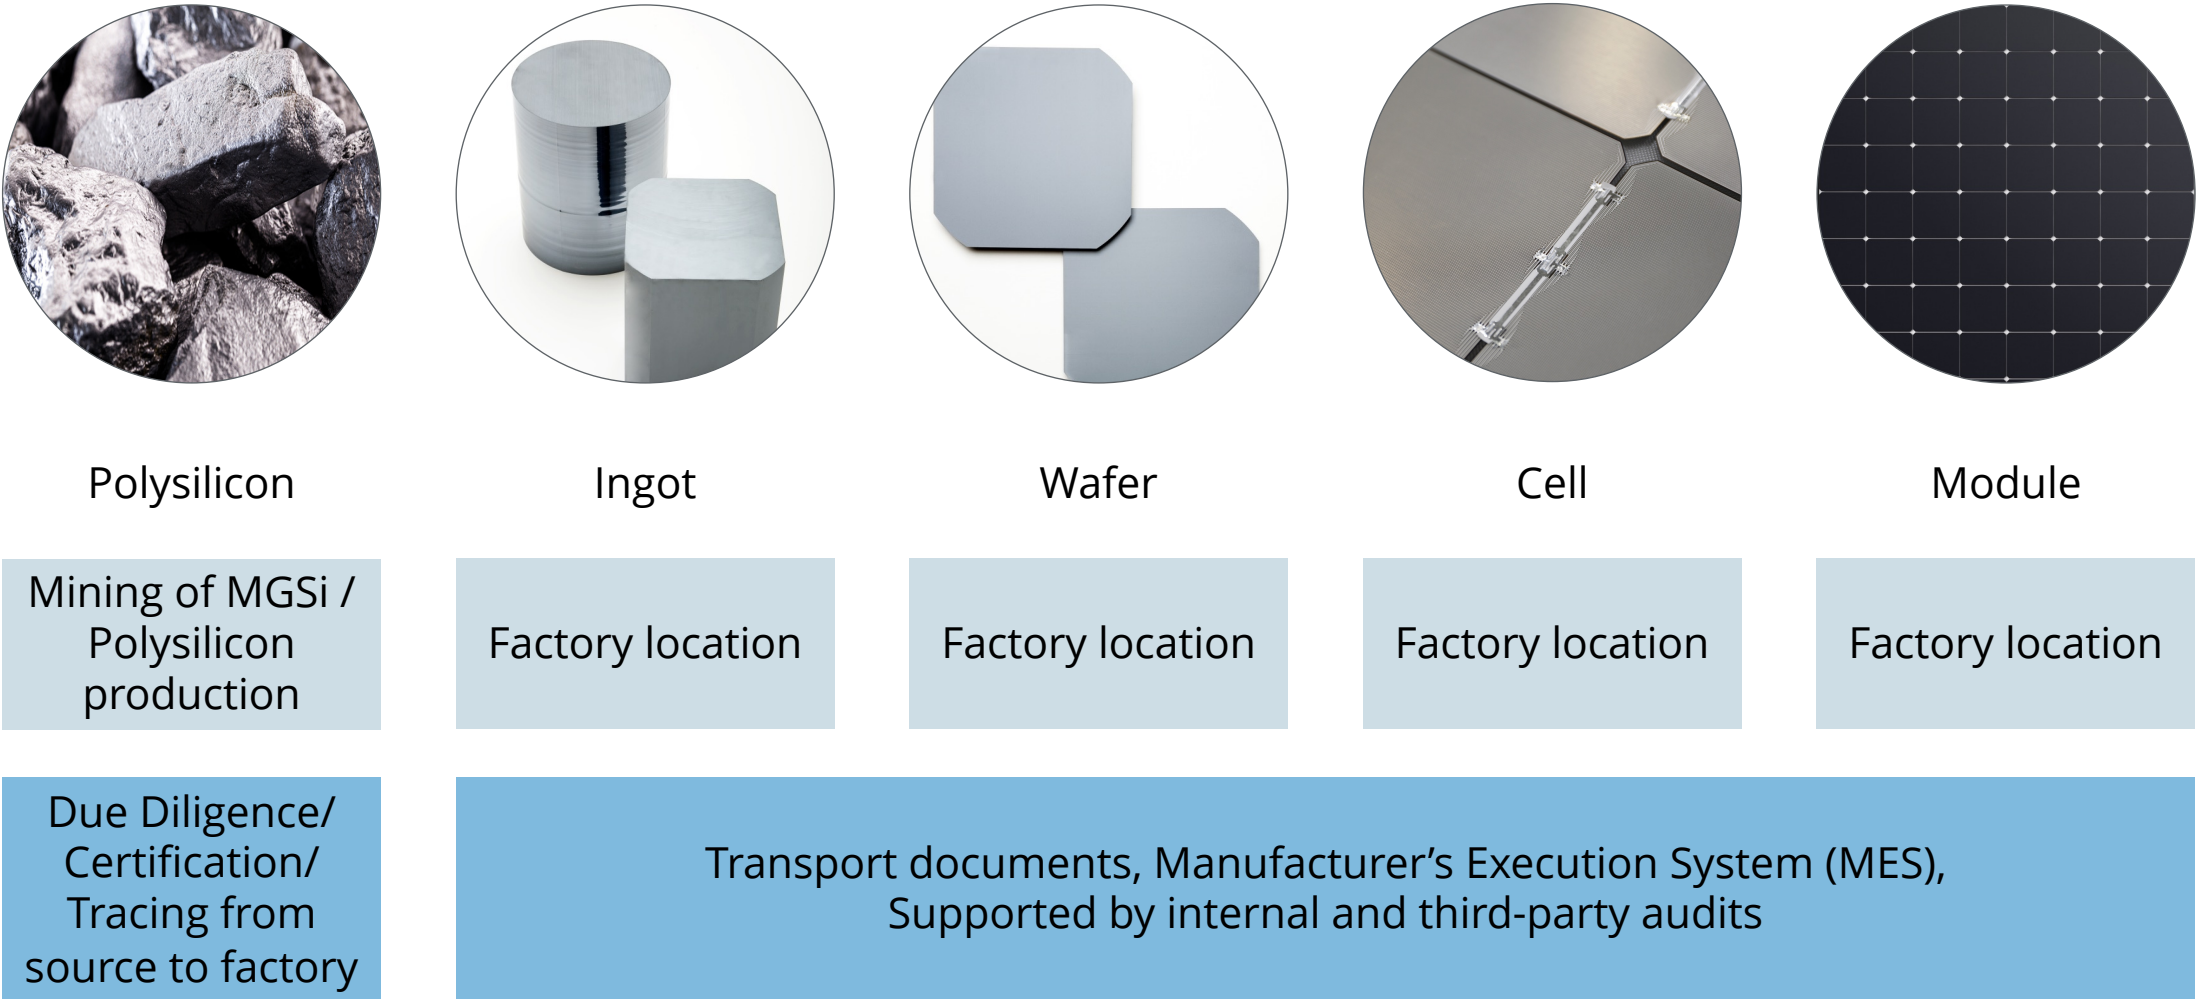 Polysilicon
Ingot
Wafer
Cell
Module
Mining of MGSi /
Polysilicon
production
Factory location
Factory location
Factory location
Factory location
Due Diligence/
Certification/
Tracing from
source to factory
Transport documents, Manufacturer’s Execution System (MES),
Supported by internal and third-party audits